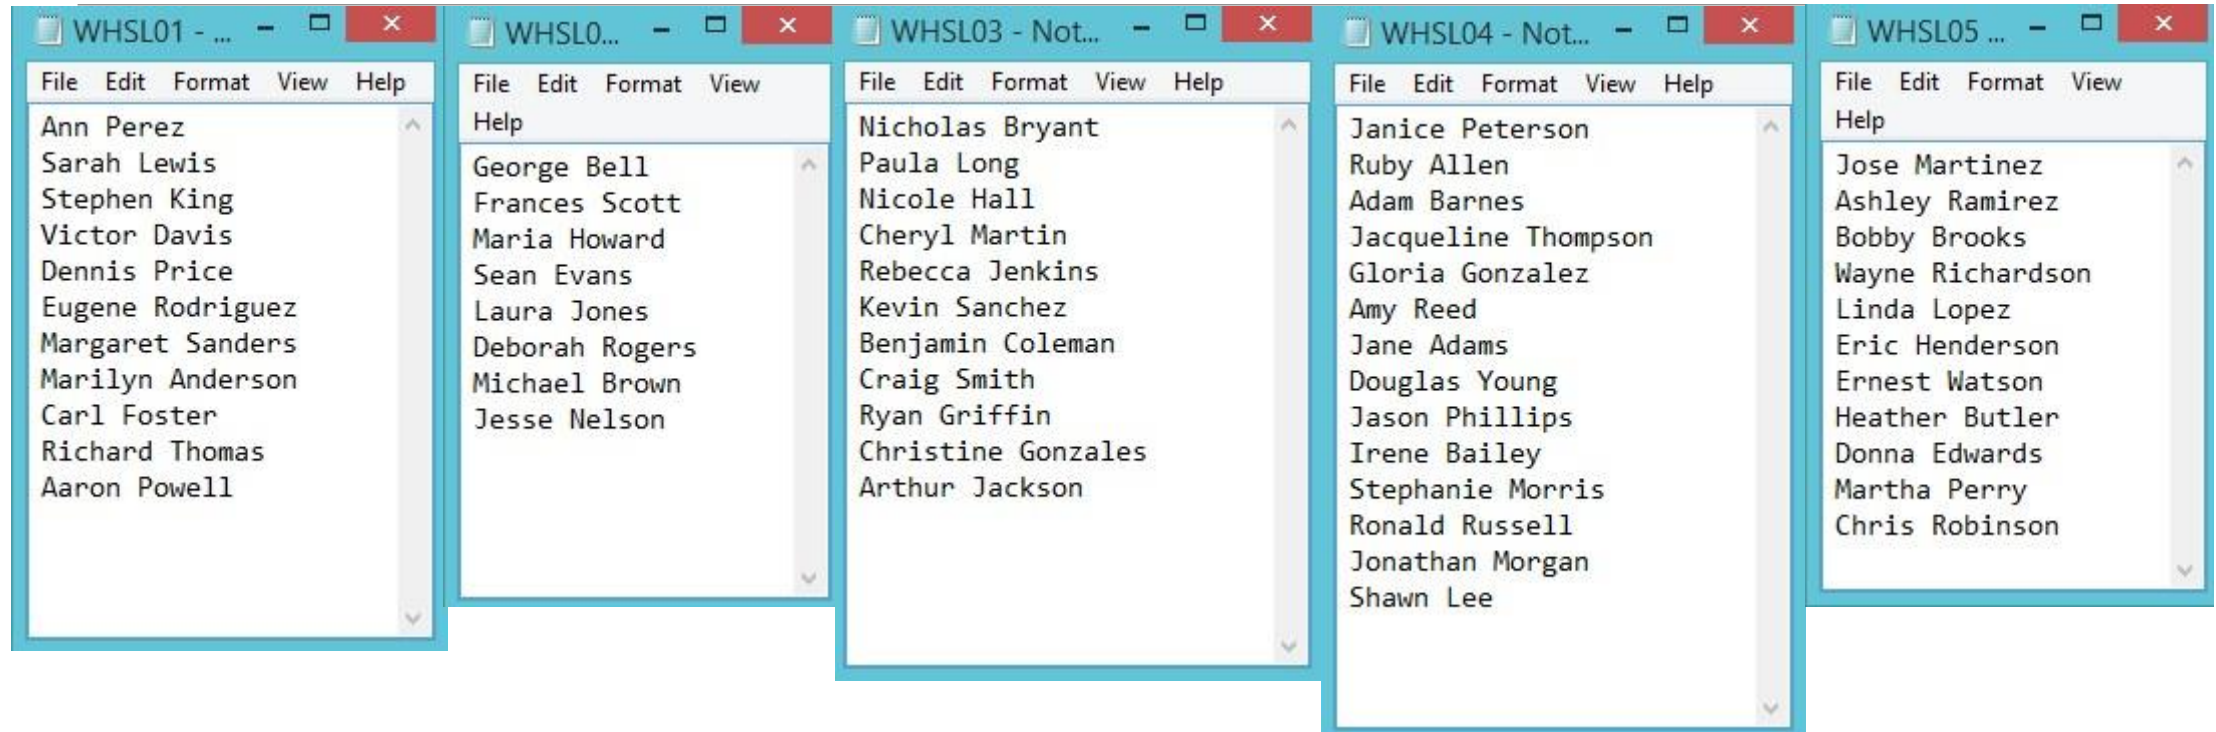 WHSL01 - ...
File Edit Format View Help
Ann Perez
Sarah Lewis
Stephen King
Victor Davis
Dennis Price
Eugene Rodriguez
Margaret Sanders
Marilyn Anderson
Carl Foster
Richard Thomas
Aaron Powell
WHSL0...
File Edit Format View
Help
George Bell
Frances Scott
Maria Howard
Sean Evans
Laura Jones
Deborah Rogers
Michael Brown
Jesse Nelson
WHSL03 - Not...
File Edit Format View Help
Nicholas Bryant
Paula Long
Nicole Hall
Cheryl Martin
Rebecca Jenkins
Kevin Sanchez
Benjamin Coleman
Craig Smith
Ryan Griffin
Christine Gonzales
Arthur Jackson
WHSL04 - Not...
File Edit Format View Help
Janice Peterson
Ruby Allen
Adam Barnes
Jacqueline Thompson
Gloria Gonzalez
Amy Reed
Jane Adams
Douglas Young
Jason Phillips
Irene Bailey
Stephanie Morris
Ronald Russell
Jonathan Morgan
Shawn Lee
WHSL05 ...
File Edit Format View
Help
Jose Martinez
Ashley Ramirez
Bobby Brooks
Wayne Richardson
Linda Lopez
Eric Henderson
Ernest Watson
Heather Butler
Donna Edwards
Martha Perry
Chris Robinson